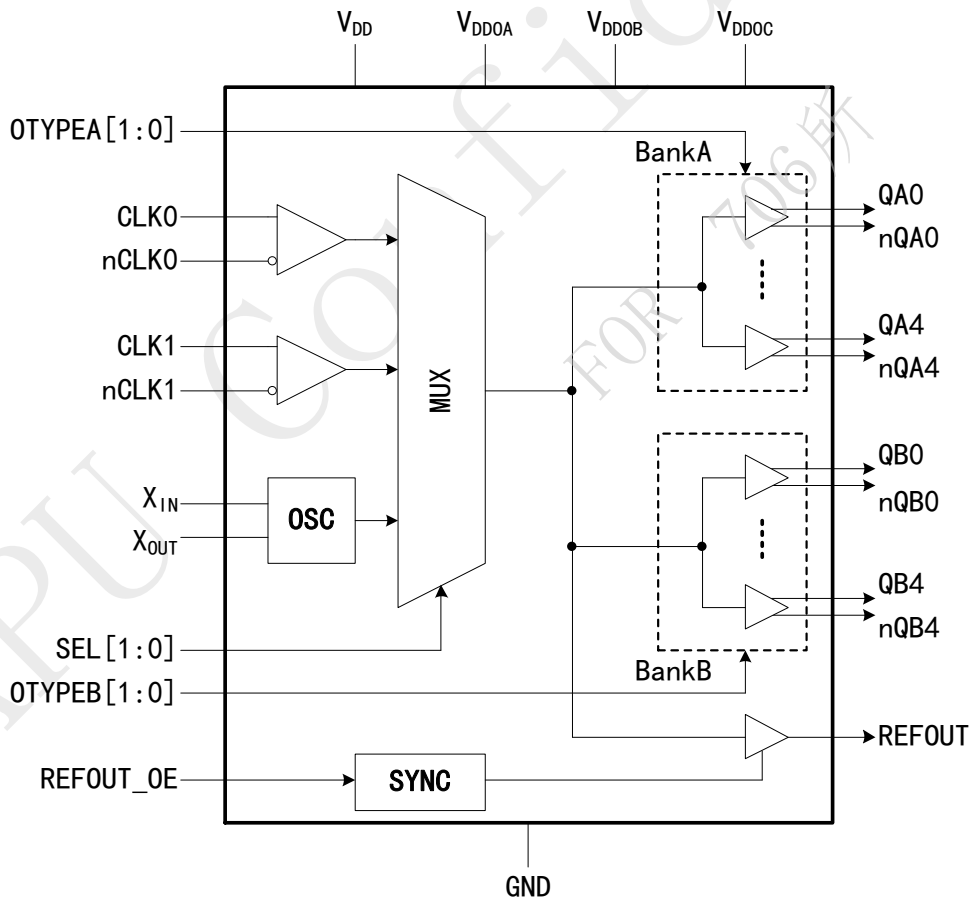 VDD VDDOA VDDOB VDDOC
OTYPEA[1:0]
BankA
CLK0
nCLK0
QA0
nQA0
CLK1
nCLK1
MUX
QA4
nQA4
XIN
XOUT
OSC
QB0
nQB0
QB4
nQB4
SEL[1:0]
OTYPEB[1:0]
BankB
REFOUT
REFOUT_OE
SYNC
GND
FOR 706所